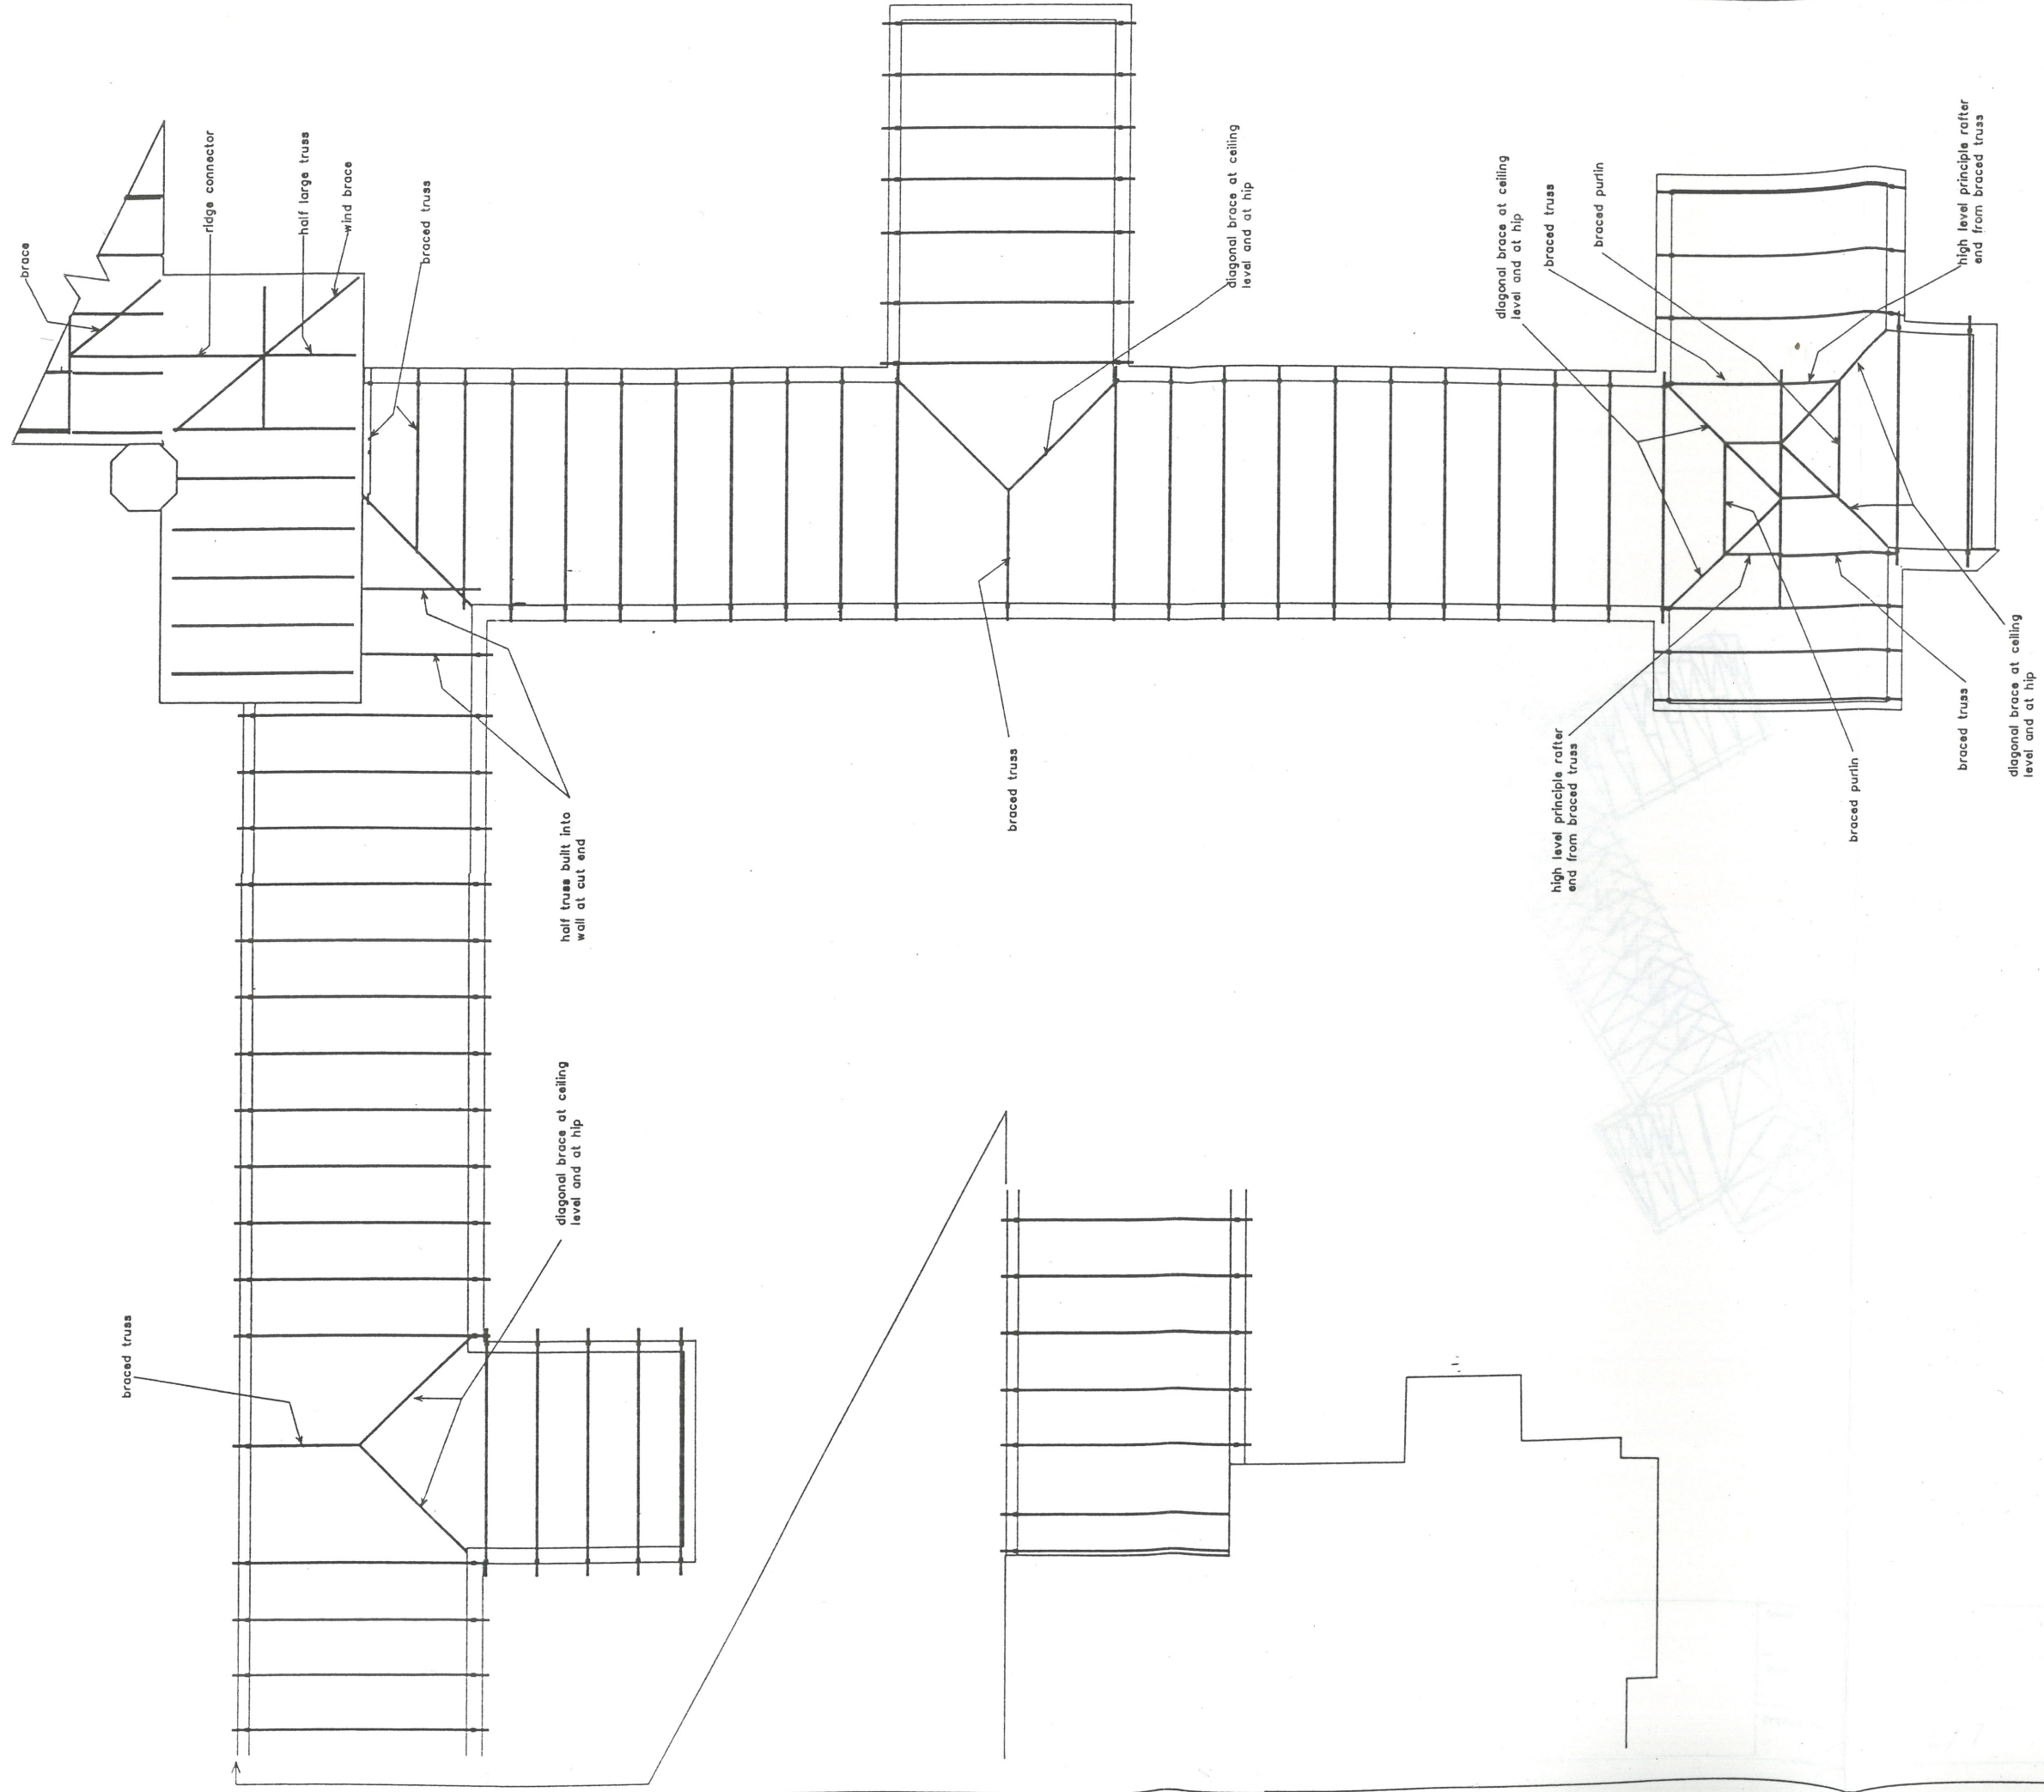 brace
ridge connector
half large truss
wind brace
braced truss
diagonal brace at ceiling
level and at hip
diagonal brace at ceiling
level and at hip
braced truss
braced purlin
high level principle rafter
end from braced truss
half truss built into
wall at cut end
braced truss
high level principle rafter
end from braced truss
braced purlin
braced truss
diagonal brace at ceiling
level and at hip
braced truss
diagonal brace at ceiling
level and at hip